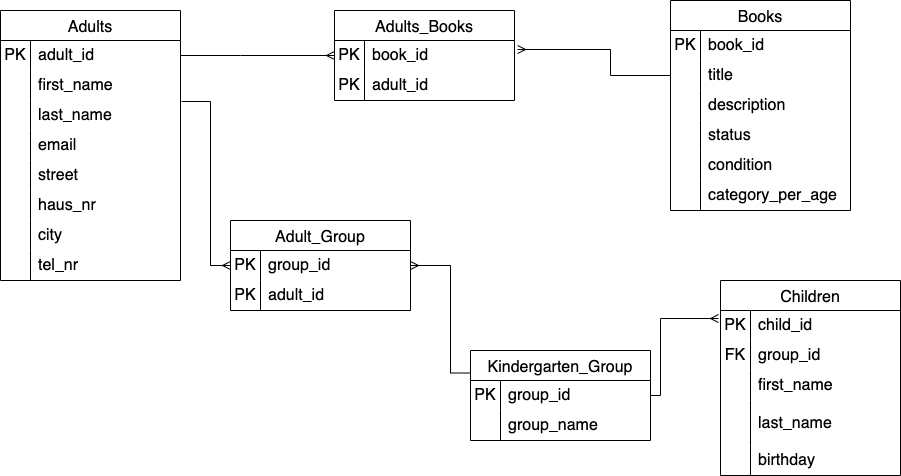 Adults
PK adult_id
first_name
last_name
email
street
haus_nr
city
tel_nr
Adults_Books
PK book_id
PK adult_id
Books
PK book_id
title
description
status
condition
category_per_age
Adult_Group
PK group_id
PK adult_id
Kindergarten_Group
PK group_id
group_name
Children
PK child_id
FK group_id
first_name
last_name
birthday